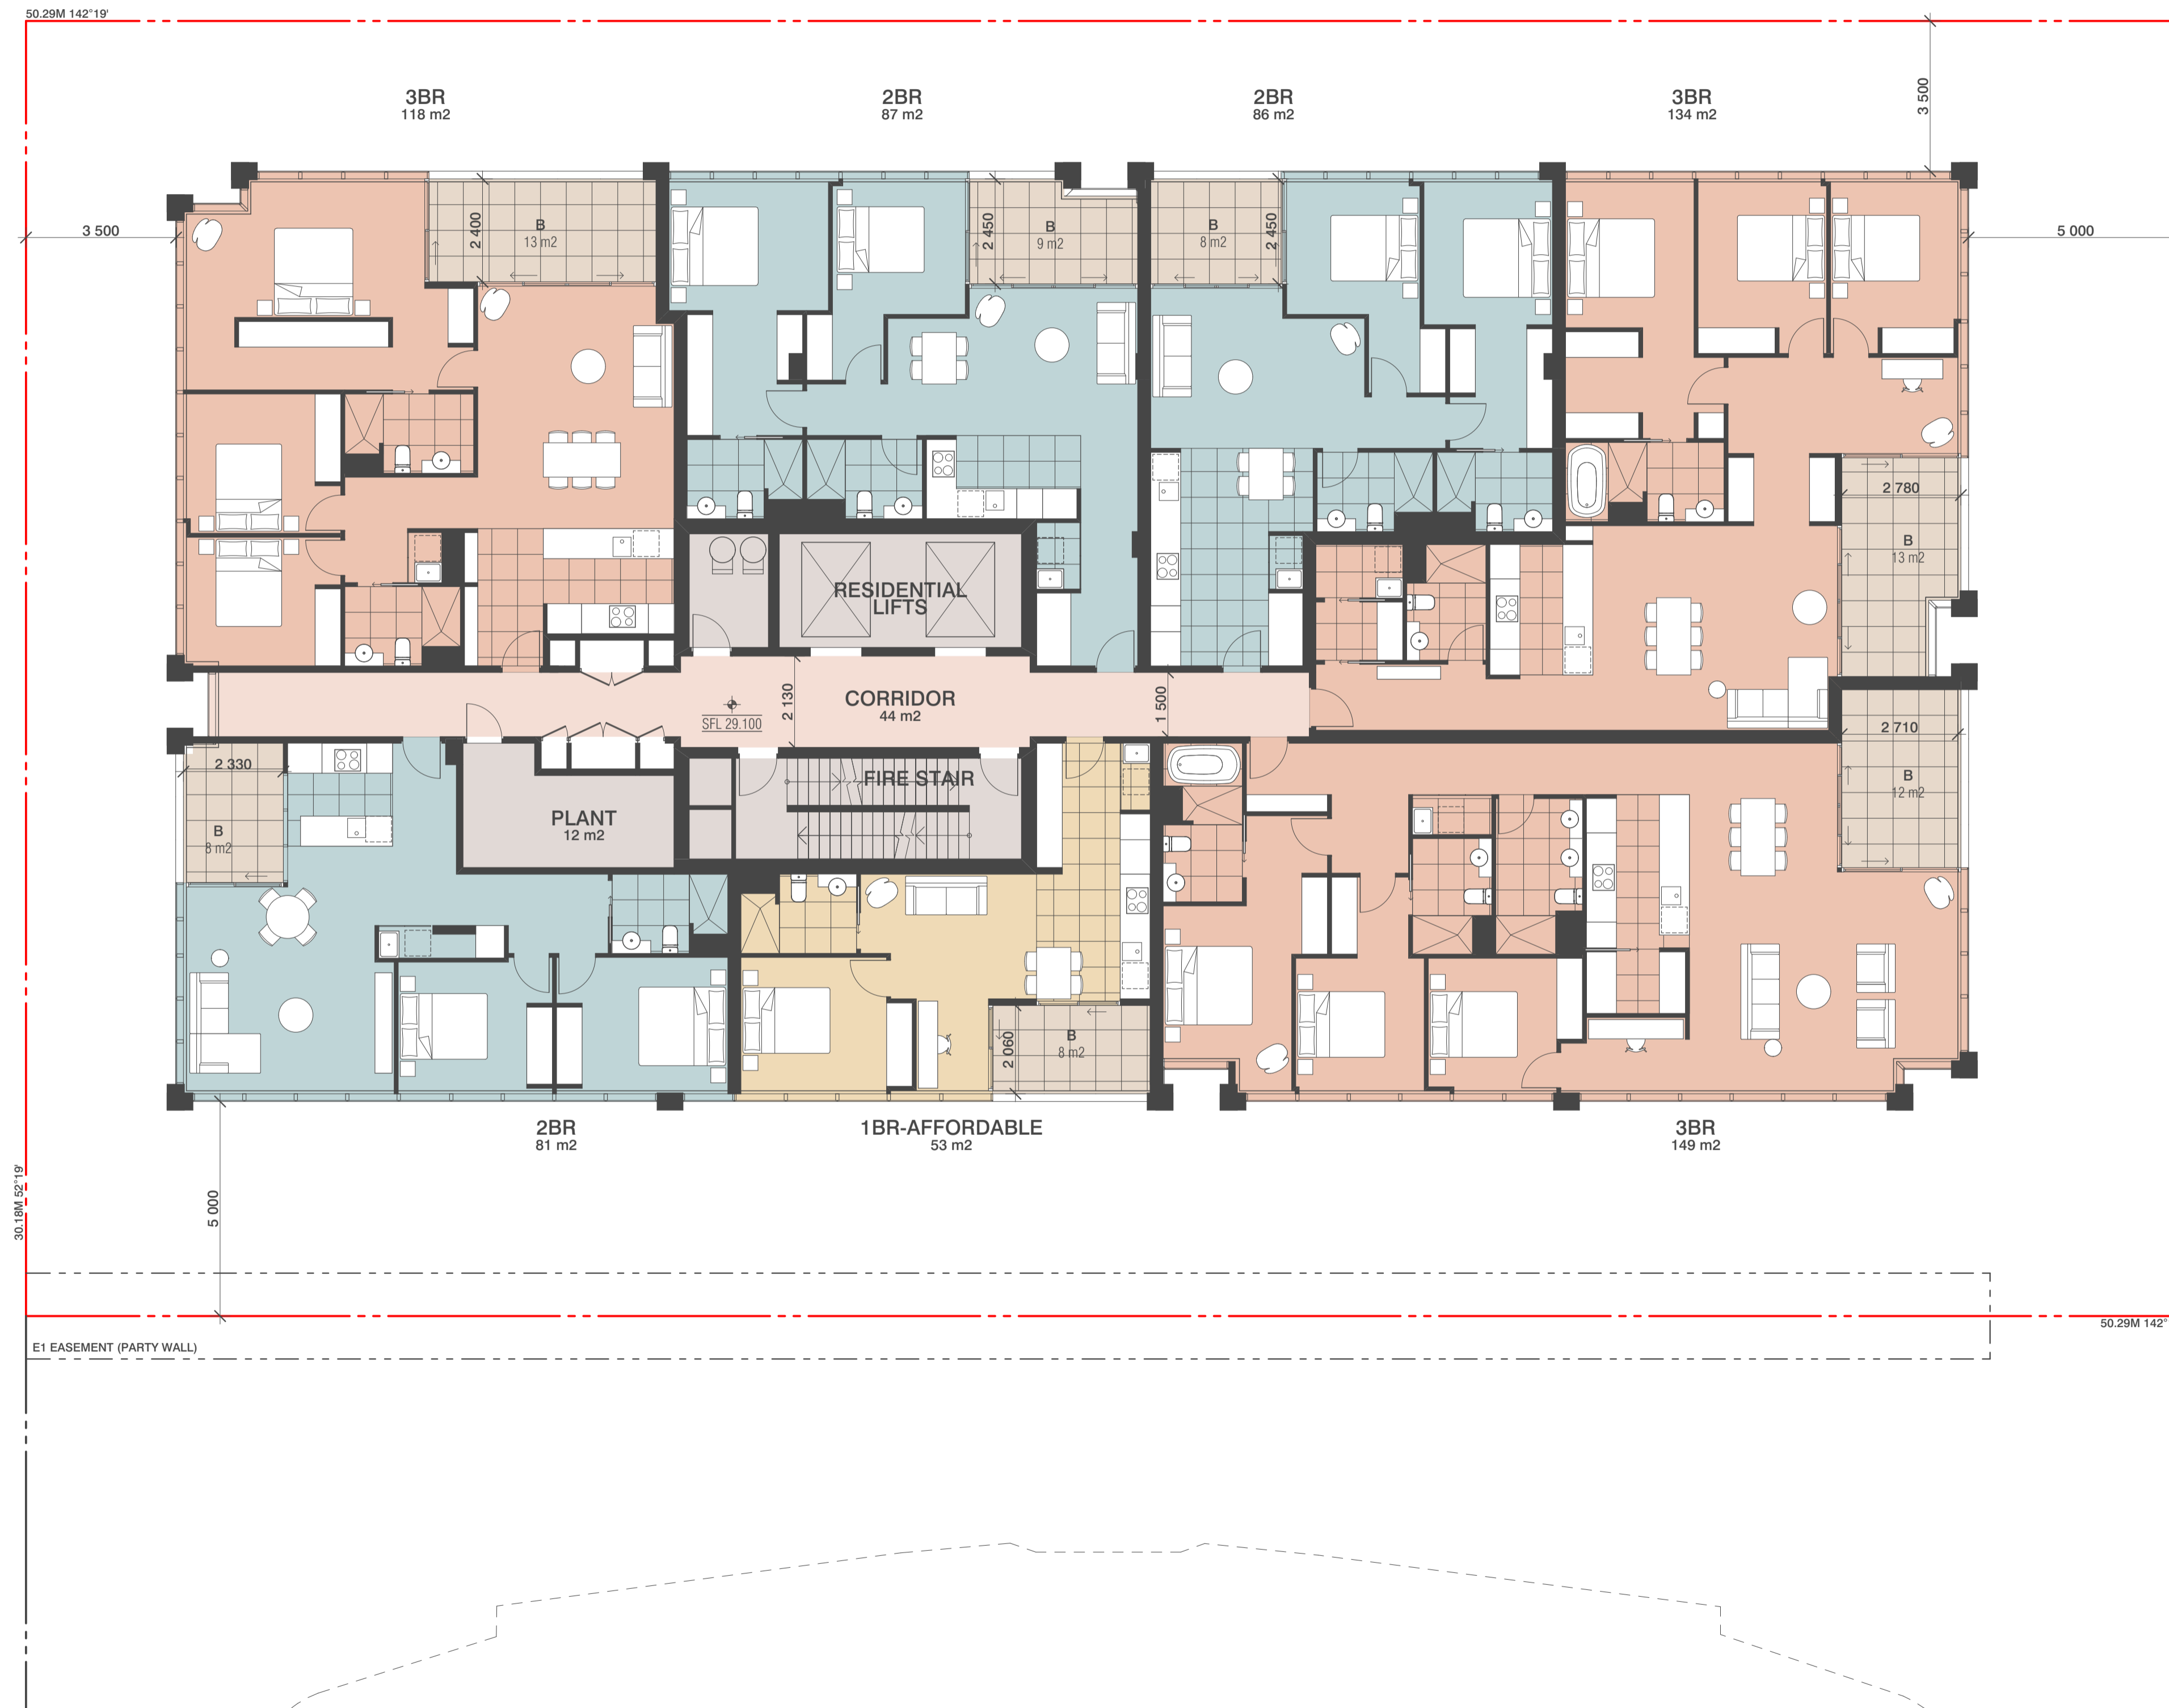 50.29M 142°19'
3 500
3BR
118 m2
2BR
87 m2
2BR
86 m2
3BR
134 m2
3 500
5 000
2 400
B
13 m2
2 450
B
9 m2
B
8 m2
2 450
2 780
B
13 m2
RESIDENTIAL
LIFTS
SFL 29.100
2 130
CORRIDOR
44 m2
1 500
2 710
B
12 m2
2 330
B
8 m2
PLANT
12 m2
FIRE STAIR
2 060
B
8 m2
2BR
81 m2
1BR-AFFORDABLE
53 m2
3BR
149 m2
30.18M 52°19'
5 000
50.29M 142°
E1 EASEMENT (PARTY WALL)